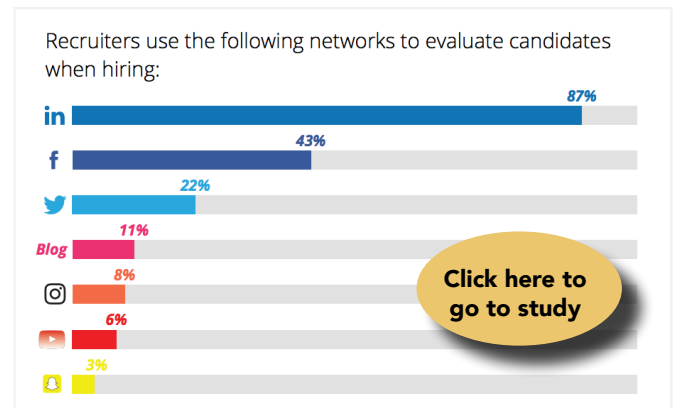 Recruiters use the following networks to evaluate candidates
when hiring:
87%
in
43%
f
22%
11%
Blog
8%
6%
3%
Click here to
go to study